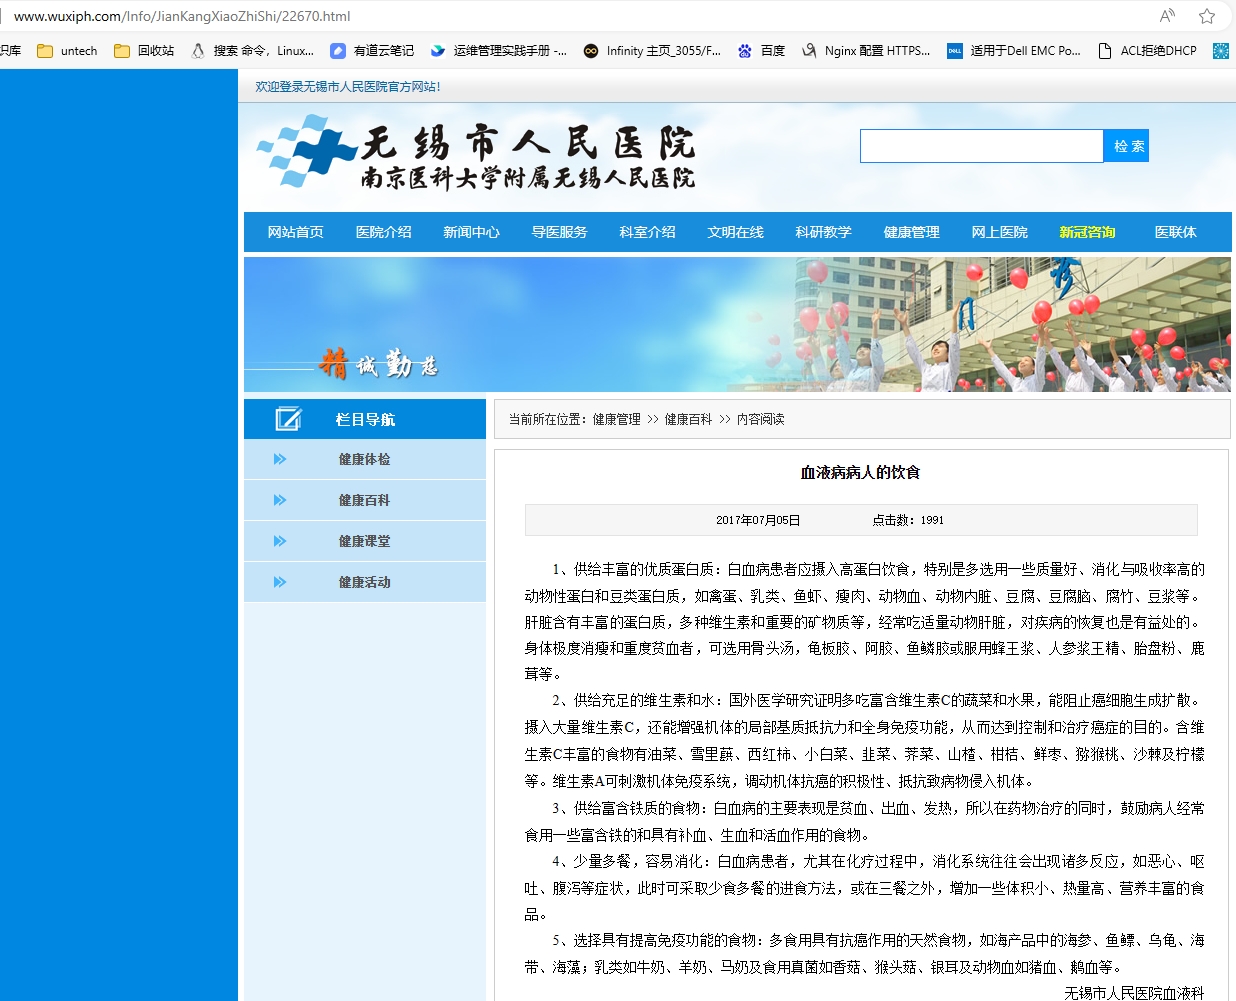 www.wuxiph.com/Info/JianKangXiaoZhiShi/22670.html
识库 untech 回收站 搜索 命令, Linux... 有道云笔记 运维管理实践手册 -... Infinity 主页_3055/F... 百度 Nginx 配置 HTTPS... 适用于Dell EMC Po... ACL拒绝DHCP
欢迎登录无锡市人民医院官方网站!
无锡市人民医院
南京医科大学附属无锡人民医院
检 索
网站首页 医院介绍 新闻中心 导医服务 科室介绍 文明在线 科研教学 健康管理 网上医院 新冠咨询 医联体
门 诊
精诚勤慈
栏目导航
健康体检
健康百科
健康课堂
健康活动
当前所在位置：健康管理 >> 健康百科 >> 内容阅读
血液病病人的饮食
2017年07月05日 点击数：1991
1、供给丰富的优质蛋白质：白血病患者应摄入高蛋白饮食，特别是多选用一些质量好、消化与吸收率高的
动物性蛋白和豆类蛋白质，如禽蛋、乳类、鱼虾、瘦肉、动物血、动物内脏、豆腐、豆腐脑、腐竹、豆浆等。
肝脏含有丰富的蛋白质，多种维生素和重要的矿物质等，经常吃适量动物肝脏，对疾病的恢复也是有益处的。
身体极度消瘦和重度贫血者，可选用骨头汤，龟板胶、阿胶、鱼鳞胶或服用蜂王浆、人参浆王精、胎盘粉、鹿
茸等。
2、供给充足的维生素和水：国外医学研究证明多吃富含维生素C的蔬菜和水果，能阻止癌细胞生成扩散。
摄入大量维生素C，还能增强机体的局部基质抵抗力和全身免疫功能，从而达到控制和治疗癌症的目的。含维
生素C丰富的食物有油菜、雪里蕻、西红柿、小白菜、韭菜、荠菜、山楂、柑桔、鲜枣、猕猴桃、沙棘及柠檬
等。维生素A可刺激机体免疫系统，调动机体抗癌的积极性、抵抗致病物侵入机体。
3、供给富含铁质的食物：白血病的主要表现是贫血、出血、发热，所以在药物治疗的同时，鼓励病人经常
食用一些富含铁的和具有补血、生血和活血作用的食物。
4、少量多餐，容易消化：白血病患者，尤其在化疗过程中，消化系统往往会出现诸多反应，如恶心、呕
吐、腹泻等症状，此时可采取少食多餐的进食方法，或在三餐之外，增加一些体积小、热量高、营养丰富的食
品。
5、选择具有提高免疫功能的食物：多食用具有抗癌作用的天然食物，如海产品中的海参、鱼鳔、乌龟、海
带、海藻；乳类如牛奶、羊奶、马奶及食用真菌如香菇、猴头菇、银耳及动物血如猪血、鹅血等。
无锡市人民医院血液科